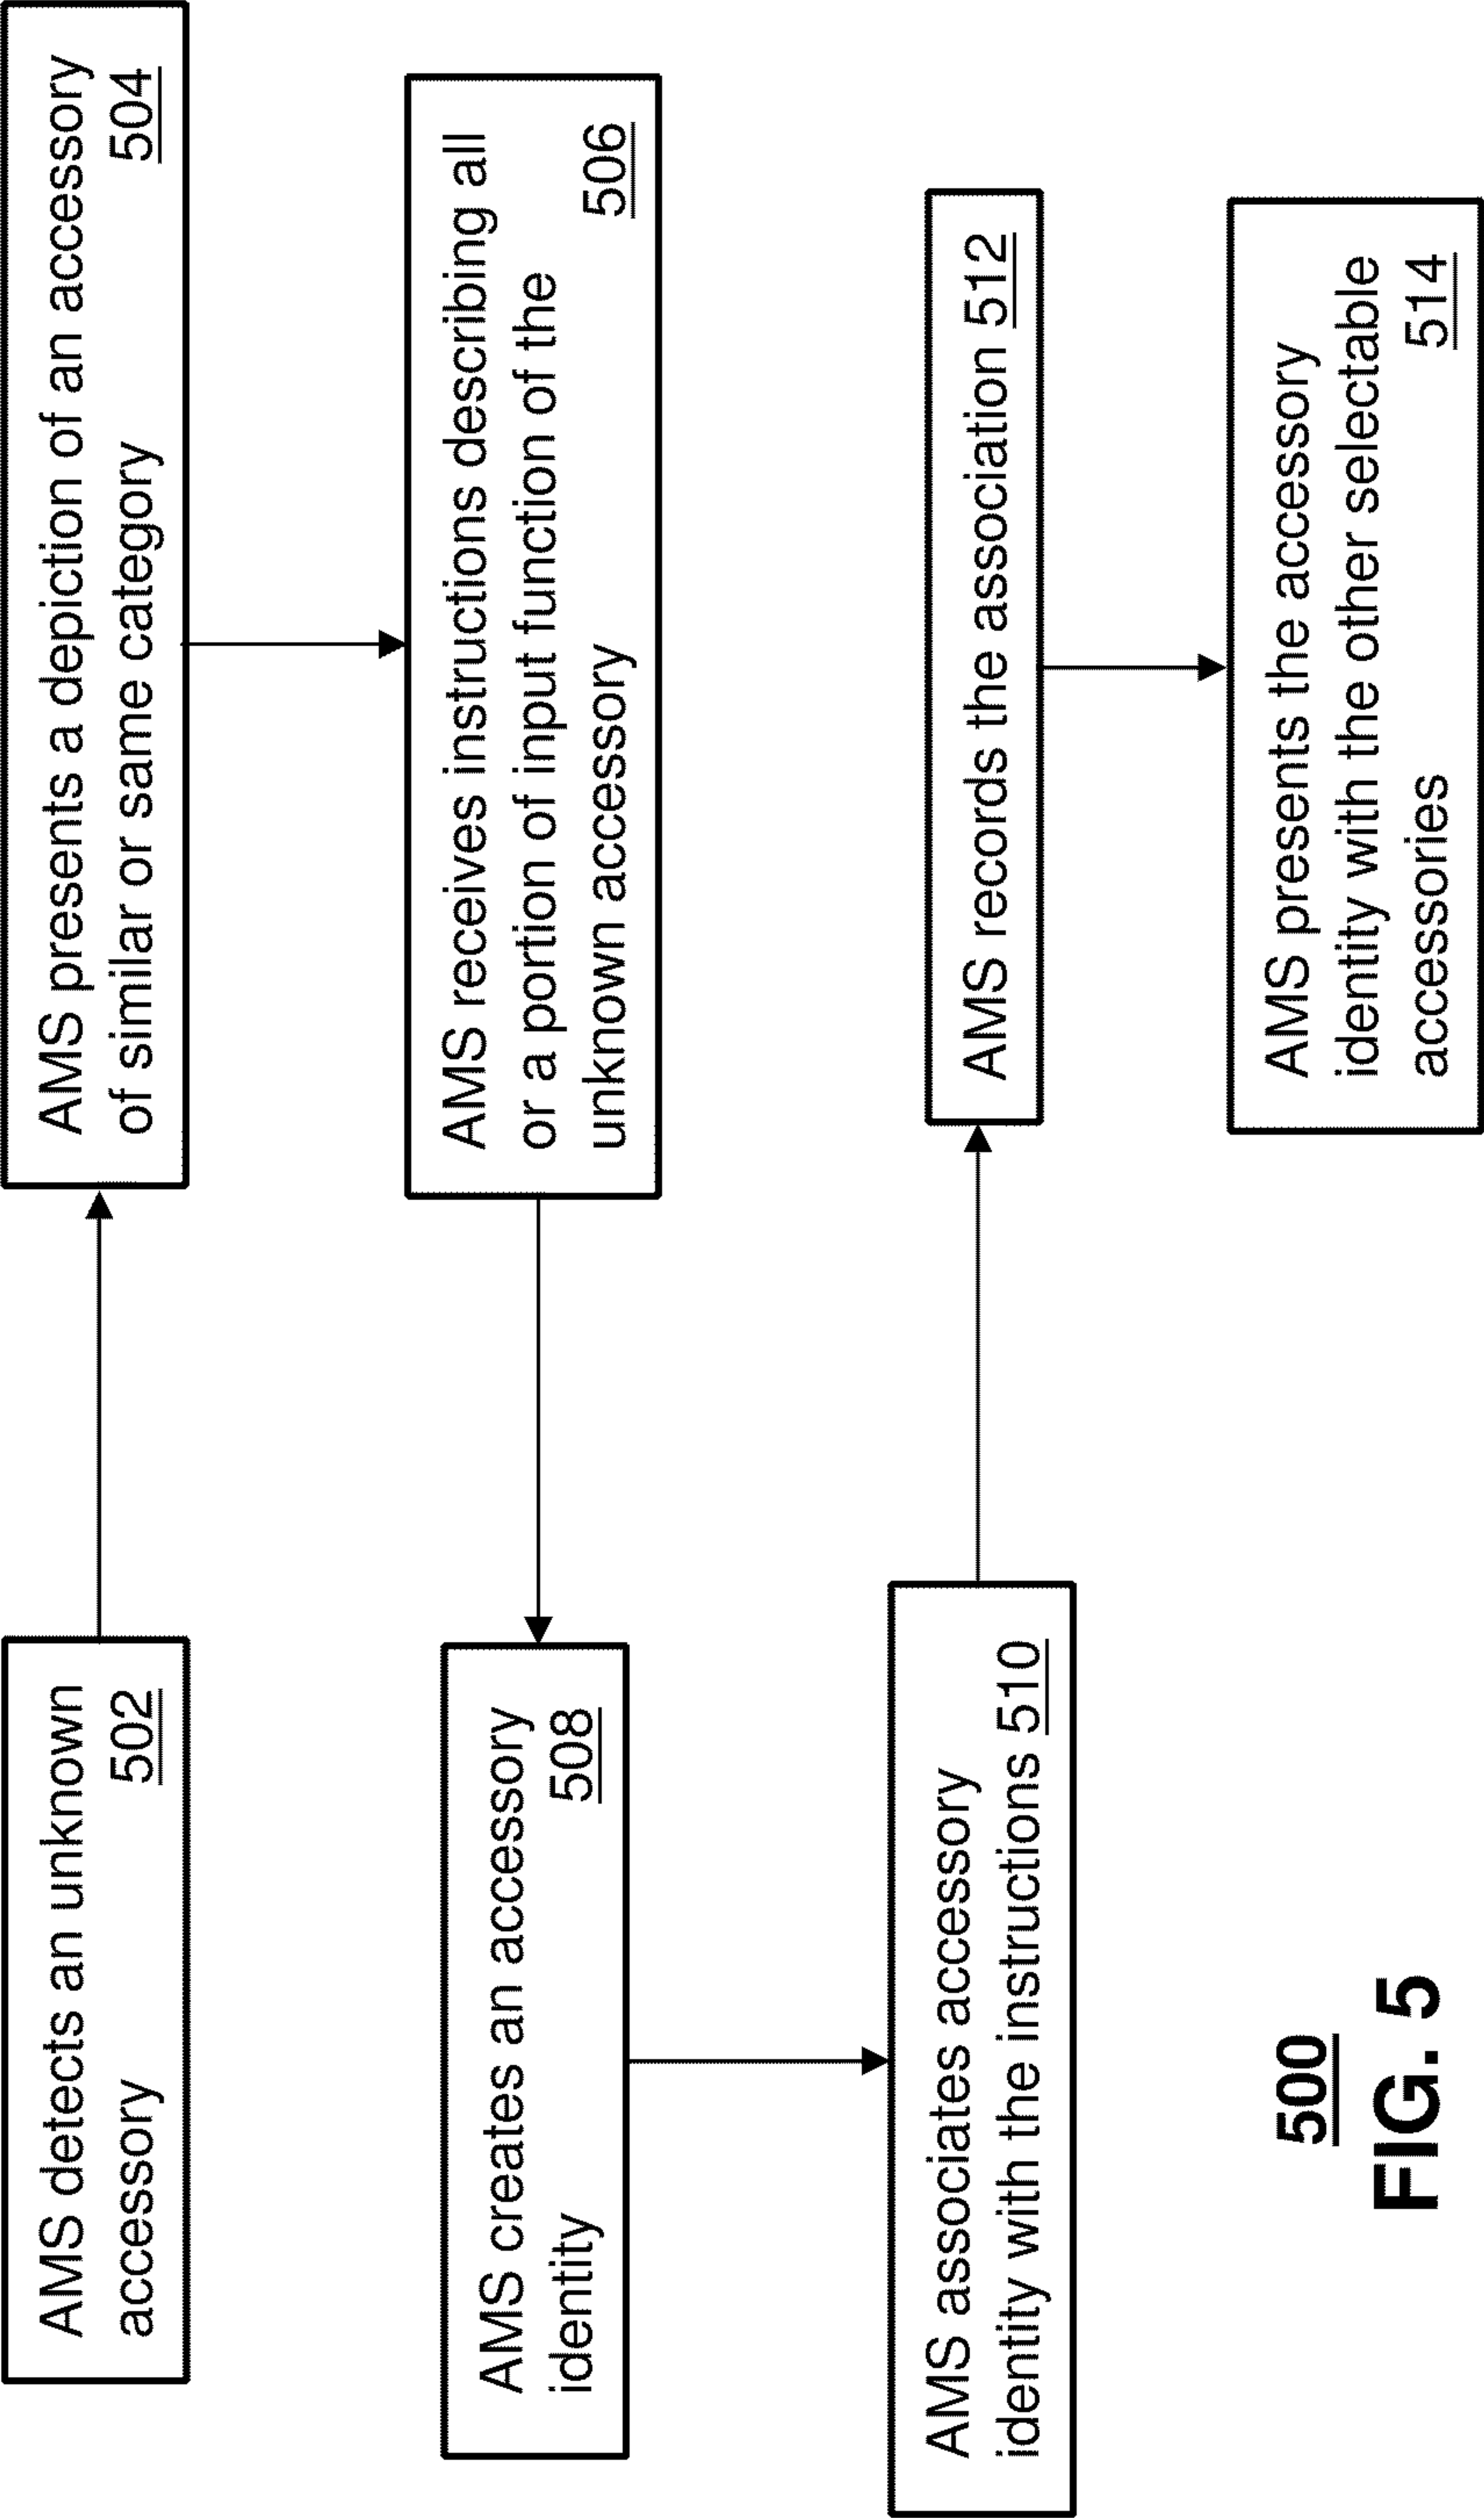 AMS detects an unknown
accessory 502
AMS presents a depiction of an accessory
of similar or same category 504
AMS receives instructions describing all
or a portion of input function of the
unknown accessory 506
AMS creates an accessory
identity 508
AMS associates accessory
identity with the instructions 510
AMS records the association 512
AMS presents the accessory
identity with the other selectable
accessories 514
500
FIG. 5